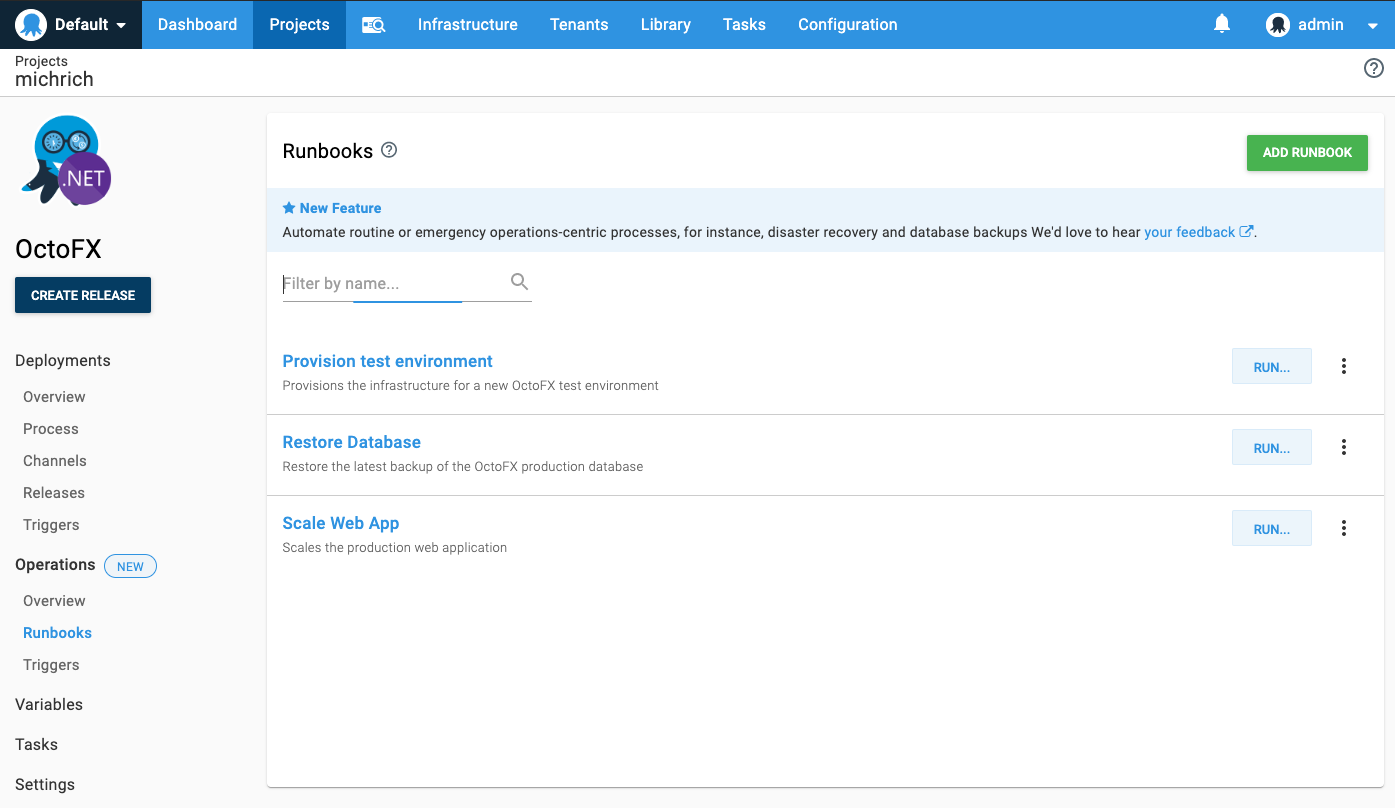 Default Dashboard Projects Infrastructure Tenants Library Tasks Configuration admin
Projects
michrich
.NET
OctoFX
CREATE RELEASE
Deployments
Overview
Process
Channels
Releases
Triggers
Operations NEW
Overview
Runbooks
Triggers
Variables
Tasks
Settings
Runbooks
ADD RUNBOOK
New Feature
Automate routine or emergency operations-centric processes, for instance, disaster recovery and database backups We'd love to hear your feedback .
Filter by name...
Provision test environment
Provisions the infrastructure for a new OctoFX test environment
RUN...
Restore Database
Restore the latest backup of the OctoFX production database
RUN...
Scale Web App
Scales the production web application
RUN...